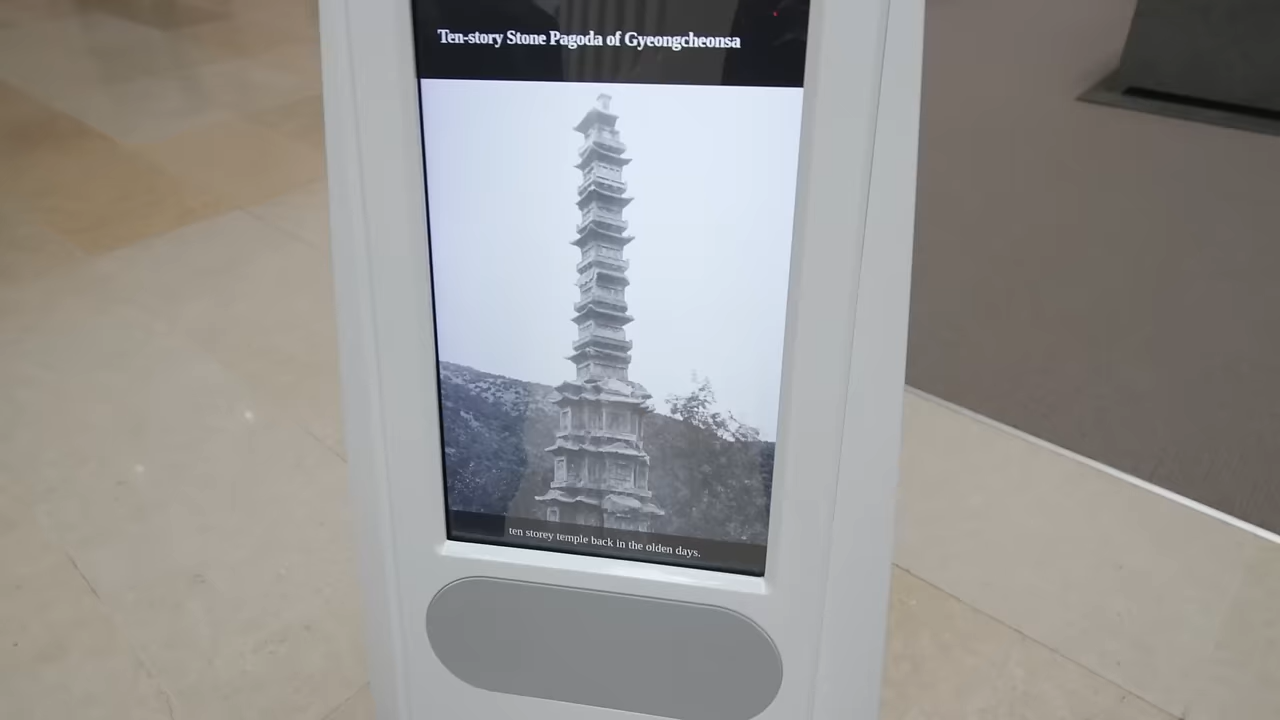 Ten-story Stone Pagoda of Gyeongcheonsa
ten storey temple back in the olden days.